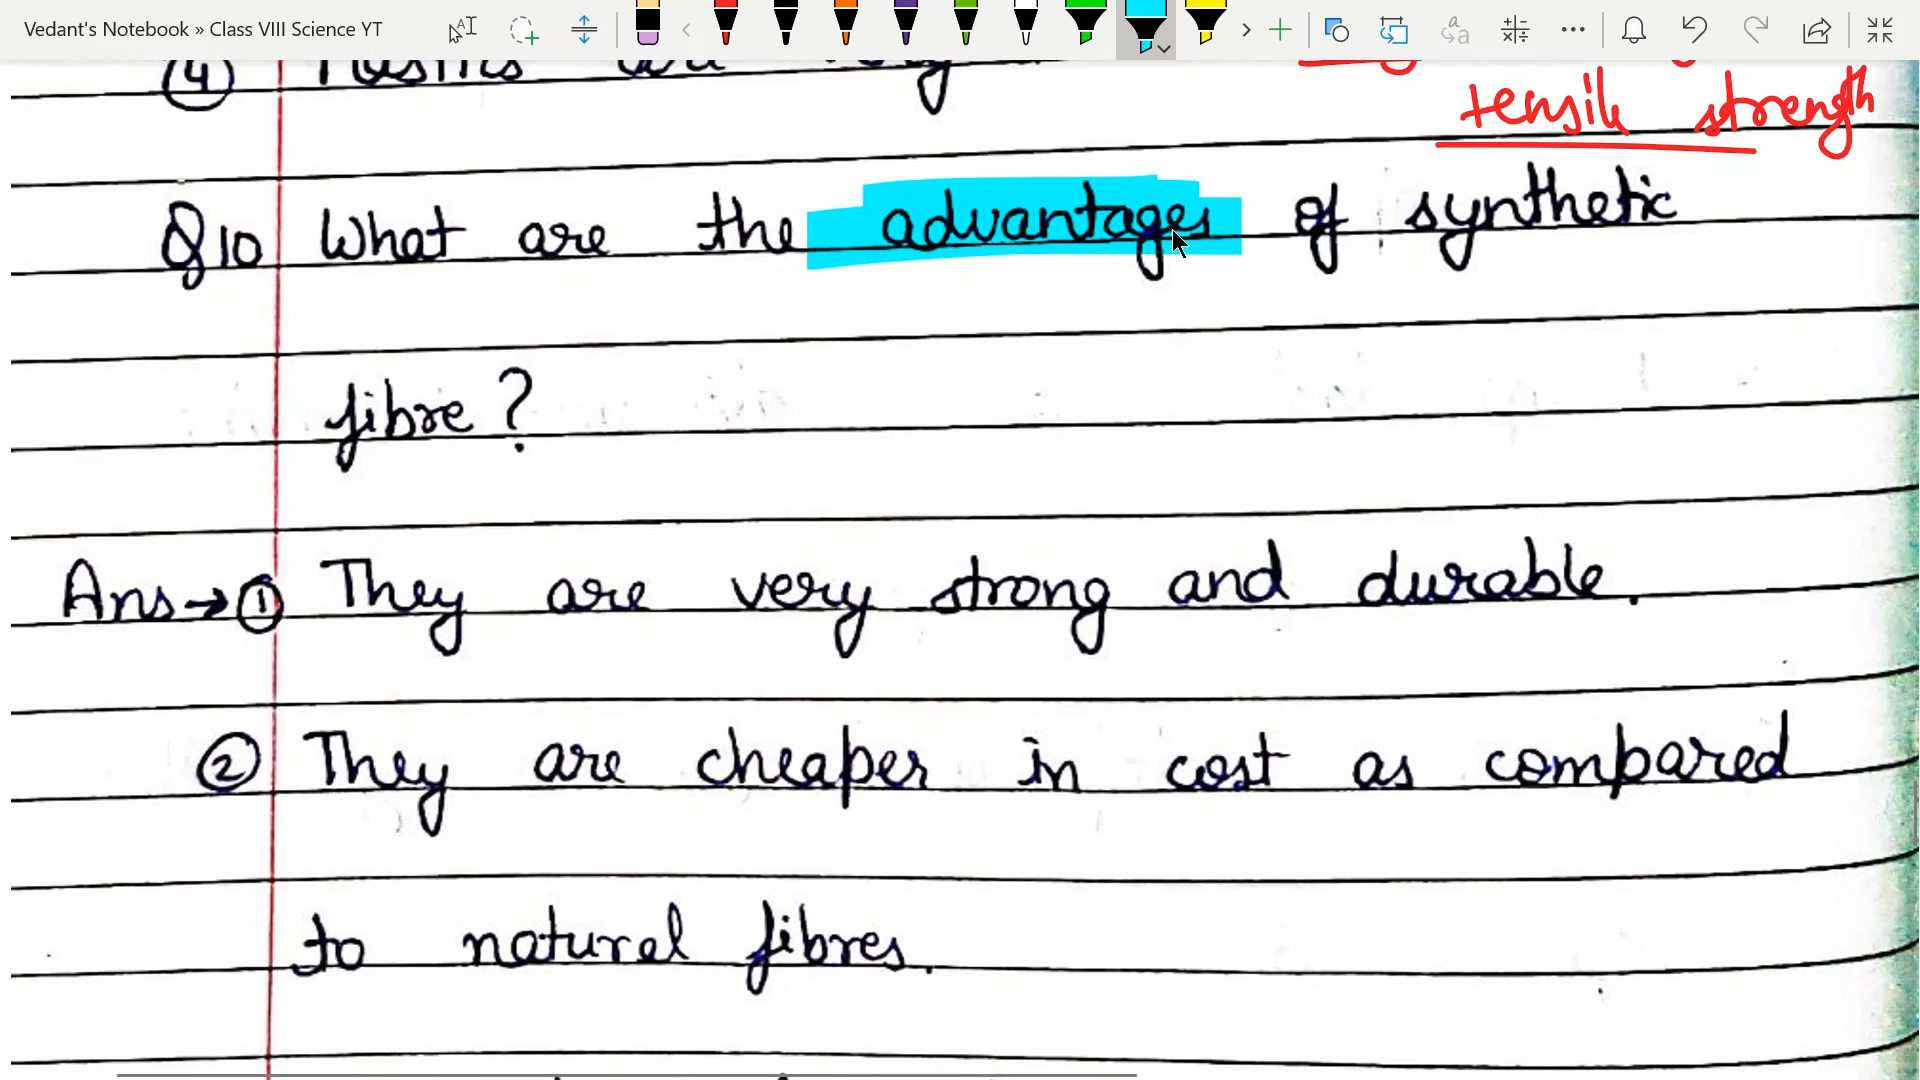 Vedant's Notebook » Class VIII Science YT
④
tensile strength
Q10 What are the advantages of synthetic
fibre?
Ans→① They are very strong and durable.
② They are cheaper in cost as compared
to natural fibres.